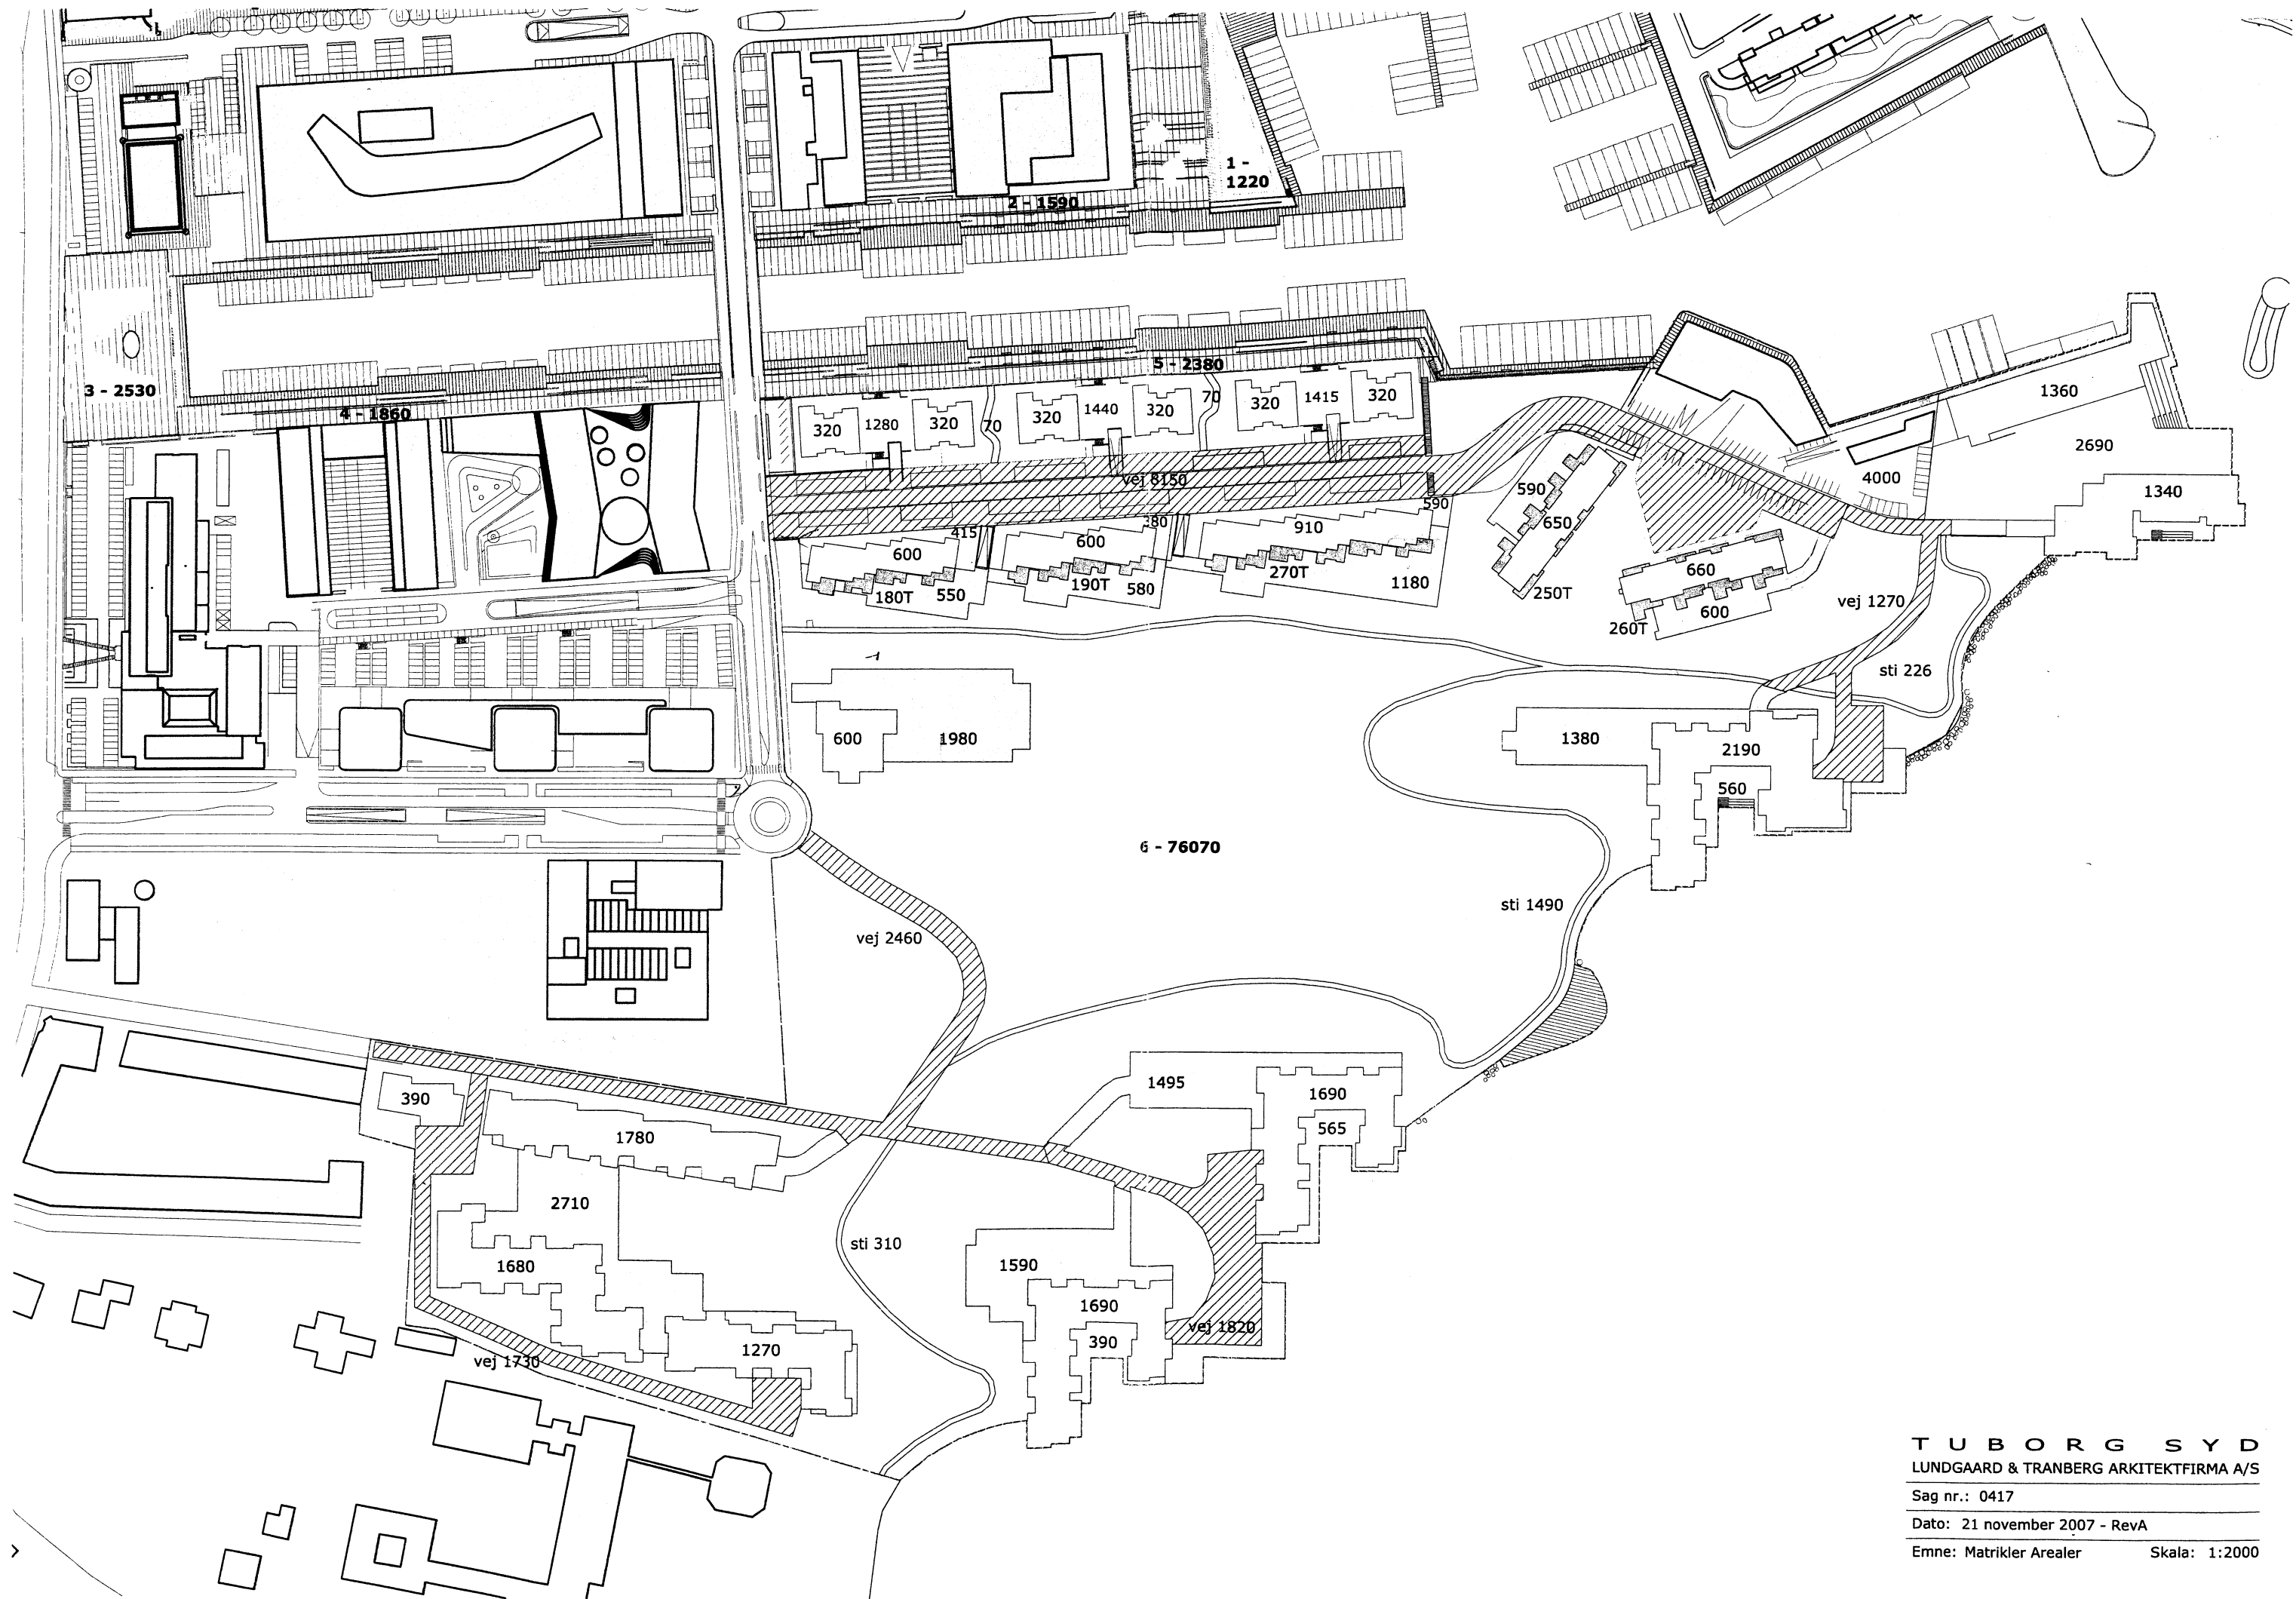 1 -
1220
2 - 1590
3 - 2530
5 - 2380
4 - 1860
1360
320
1280
320
70
320
1440
320
70
320
1415
320
2690
4000
1340
vej 8150
590
590
650
415
380
910
600
600
270T
1180
180T
550
190T
580
250T
660
600
260T
vej 1270
sti 226
600
1980
1380
2190
560
6 - 76070
sti 1490
vej 2460
390
1780
1495
1690
565
2710
1680
sti 310
1590
1690
390
vej 1820
1270
vej 1730
TUBORG SYD
LUNDGAARD & TRANBERG ARKITEKTFIRMA A/S
Sag nr.: 0417
Dato: 21 november 2007 - RevA
Emne: Matrikler Arealer Skala: 1:2000